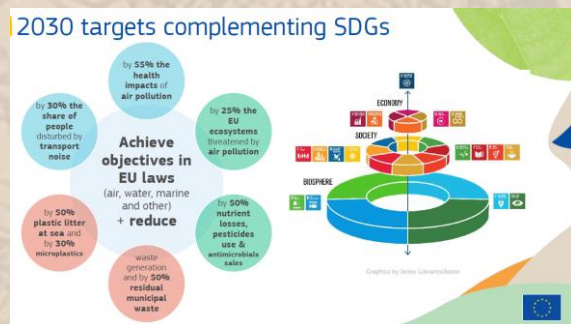 2030 targets complementing SDGs
by 55% the
health
impacts of
air pollution
by 30% the
share of
people
disturbed by
transport
noise
by 25% the
EU
ecosystems
threatened by
air pollution
Achieve
objectives in
EU laws
(air, water, marine
and other)
+ reduce
by 50%
plastic litter
at sea and
by 30%
microplastics
by 50%
nutrient
losses,
pesticides
use &
antimicrobials
sales
waste
generation
and by 50%
residual
municipal
waste
ECONOMY
SOCIETY
BIOSPHERE
Graphics by